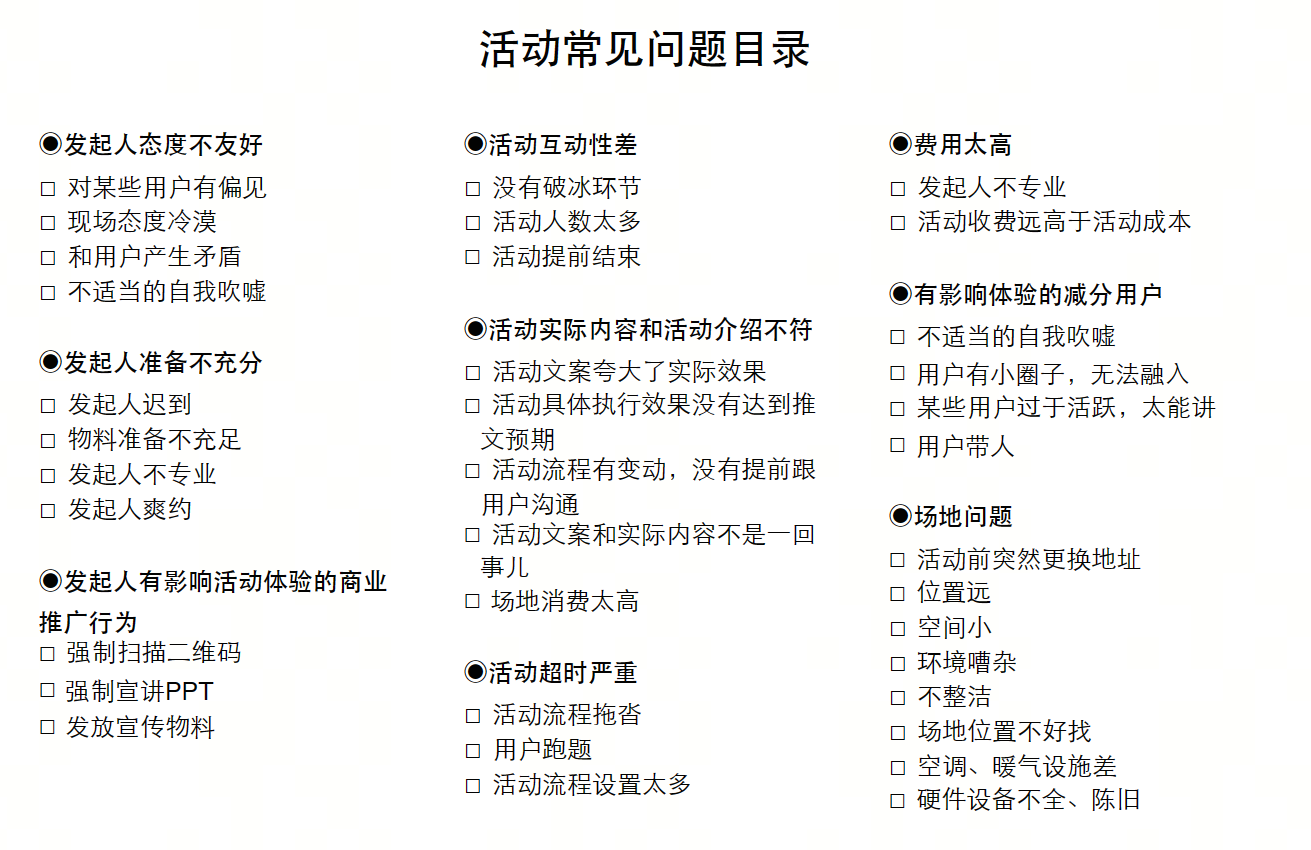 活动常见问题目录
◉发起人态度不友好
□ 对某些用户有偏见
□ 现场态度冷漠
□ 和用户产生矛盾
□ 不适当的自我吹嘘
◉发起人准备不充分
□ 发起人迟到
□ 物料准备不充足
□ 发起人不专业
□ 发起人爽约
◉发起人有影响活动体验的商业
推广行为
□ 强制扫描二维码
□ 强制宣讲PPT
□ 发放宣传物料
◉活动互动性差
□ 没有破冰环节
□ 活动人数太多
□ 活动提前结束
◉活动实际内容和活动介绍不符
□ 活动文案夸大了实际效果
□ 活动具体执行效果没有达到推
文预期
□ 活动流程有变动，没有提前跟
用户沟通
□ 活动文案和实际内容不是一回
事儿
□ 场地消费太高
◉活动超时严重
□ 活动流程拖沓
□ 用户跑题
□ 活动流程设置太多
◉费用太高
□ 发起人不专业
□ 活动收费远高于活动成本
◉有影响体验的减分用户
□ 不适当的自我吹嘘
□ 用户有小圈子，无法融入
□ 某些用户过于活跃，太能讲
□ 用户带人
◉场地问题
□ 活动前突然更换地址
□ 位置远
□ 空间小
□ 环境嘈杂
□ 不整洁
□ 场地位置不好找
□ 空调、暖气设施差
□ 硬件设备不全、陈旧